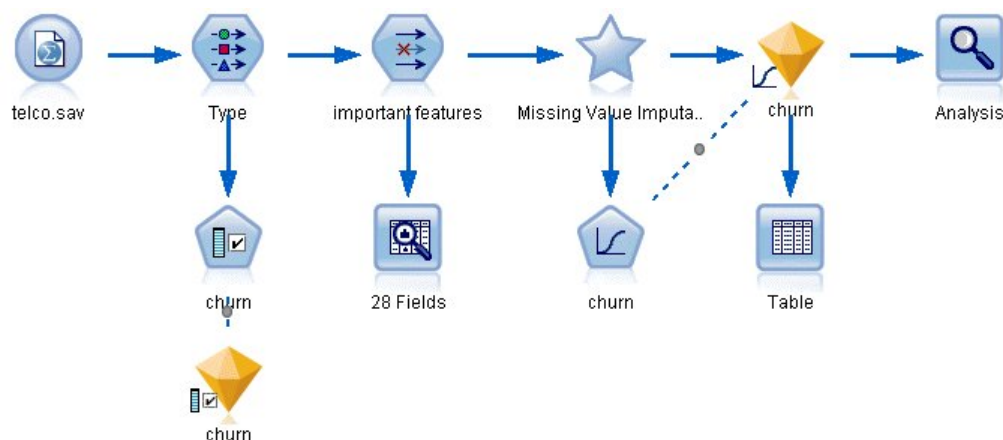 telco.sav
Type
important features
Missing Value Imputa..
churn
Analysis
churn
28 Fields
churn
Table
churn